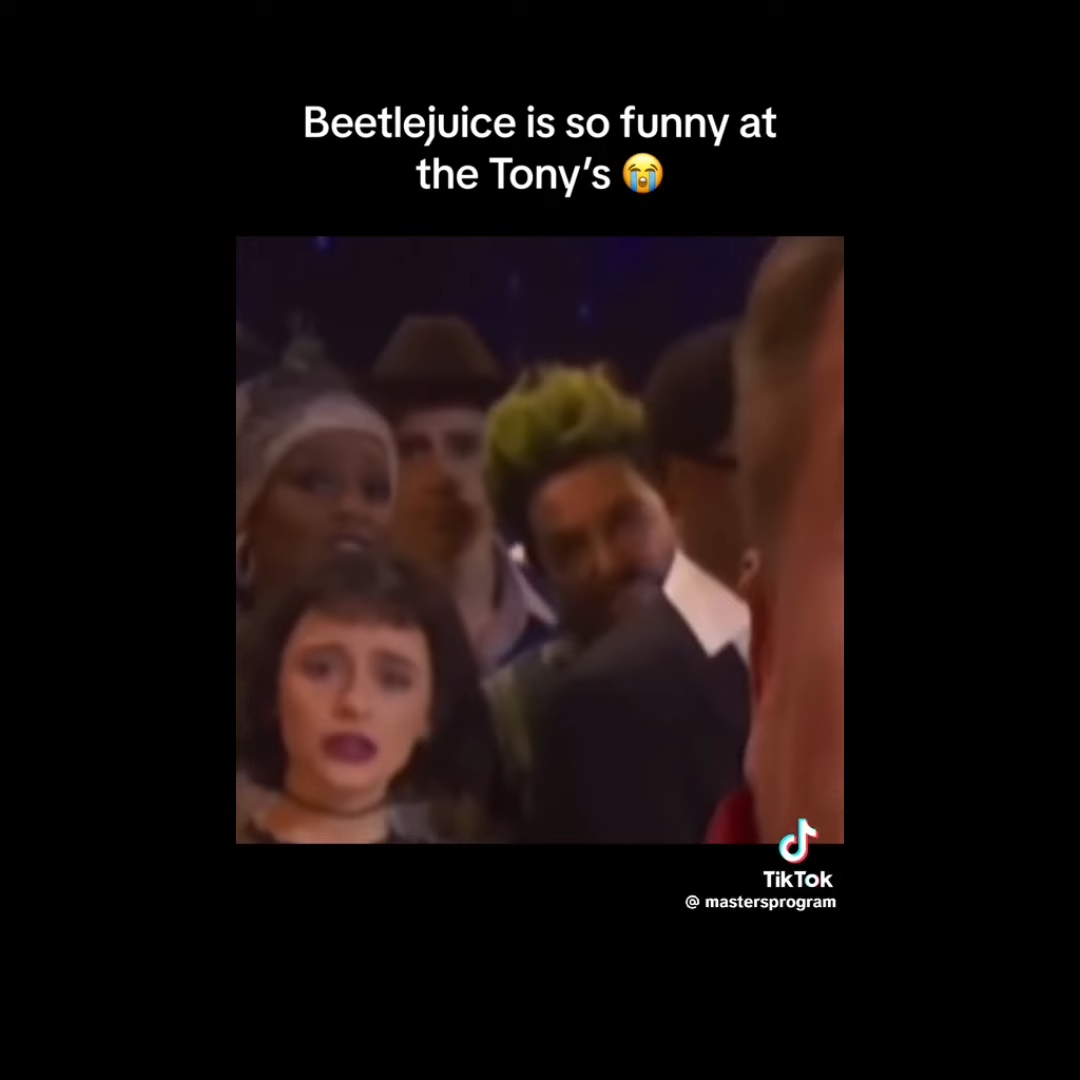 Beetlejuice is so funny at
the Tony's 😭
TikTok
@ mastersprogram